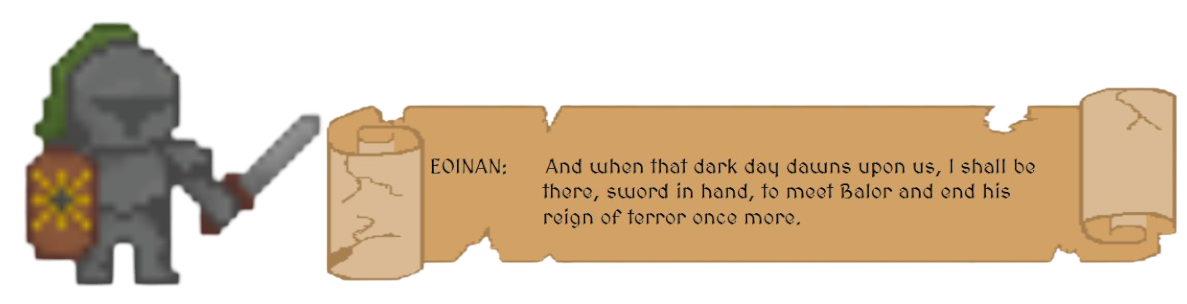 EOINAN: And when that dark day dawns upon us, I shall be
there, sword in hand, to meet Balor and end his
reign of terror once more.